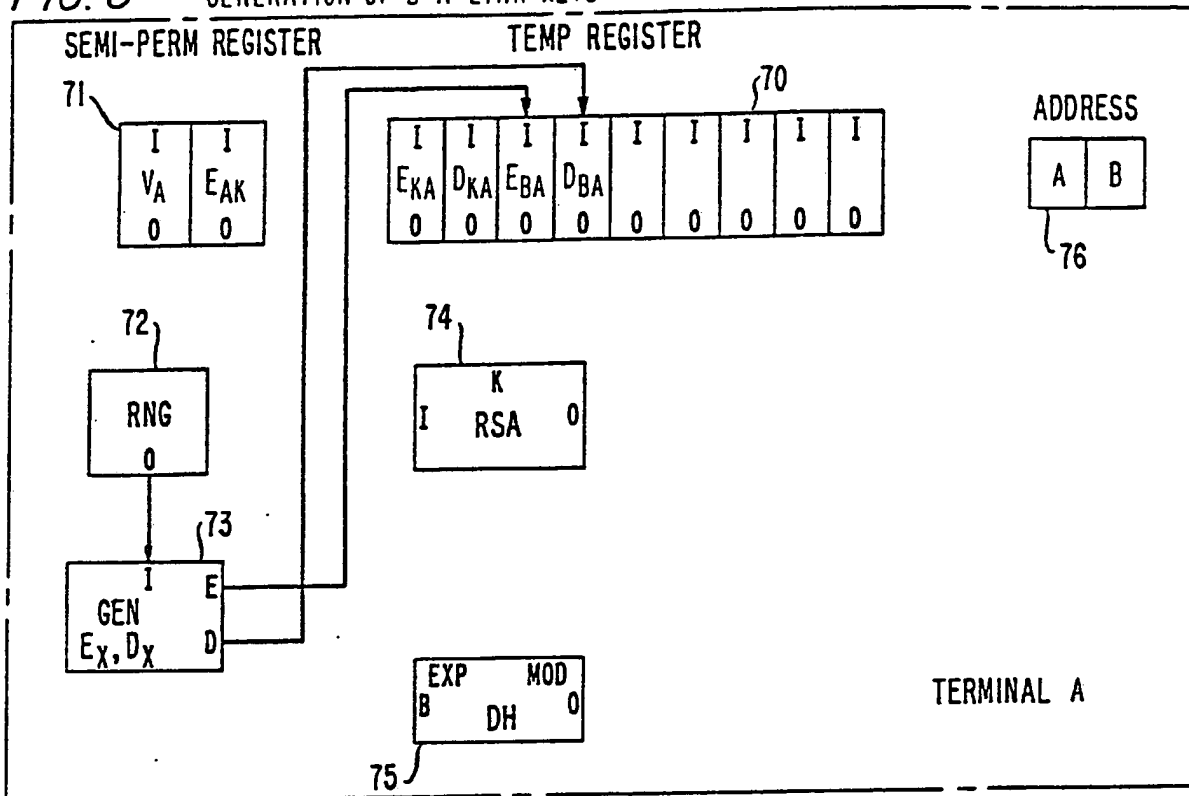 SEMI-PERM REGISTER
TEMP REGISTER
71
70
ADDRESS
I I
V_A E_AK
0 0
I I I I I I I I I
E_KA D_KA E_BA D_BA
0 0 0 0 0 0 0 0 0
A B
76
72
74
RNG
0
K
I RSA 0
73
I E
GEN
E_X, D_X D
EXP MOD
B DH 0
75
TERMINAL A